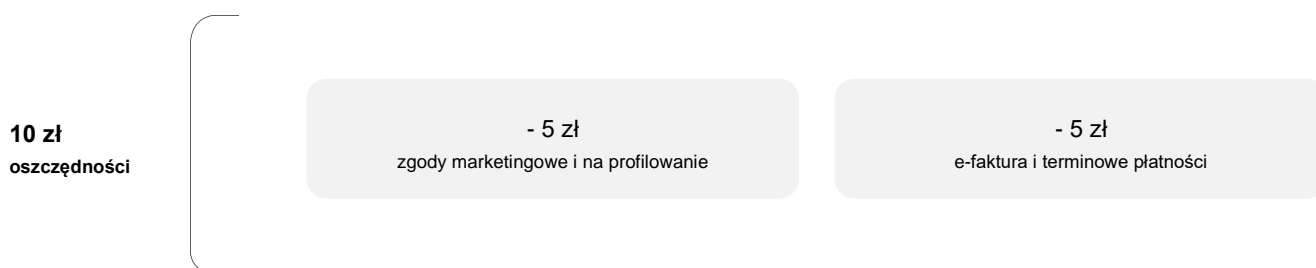 10 zł
oszczędności
- 5 zł
zgody marketingowe i na profilowanie
- 5 zł
e-faktura i terminowe płatności